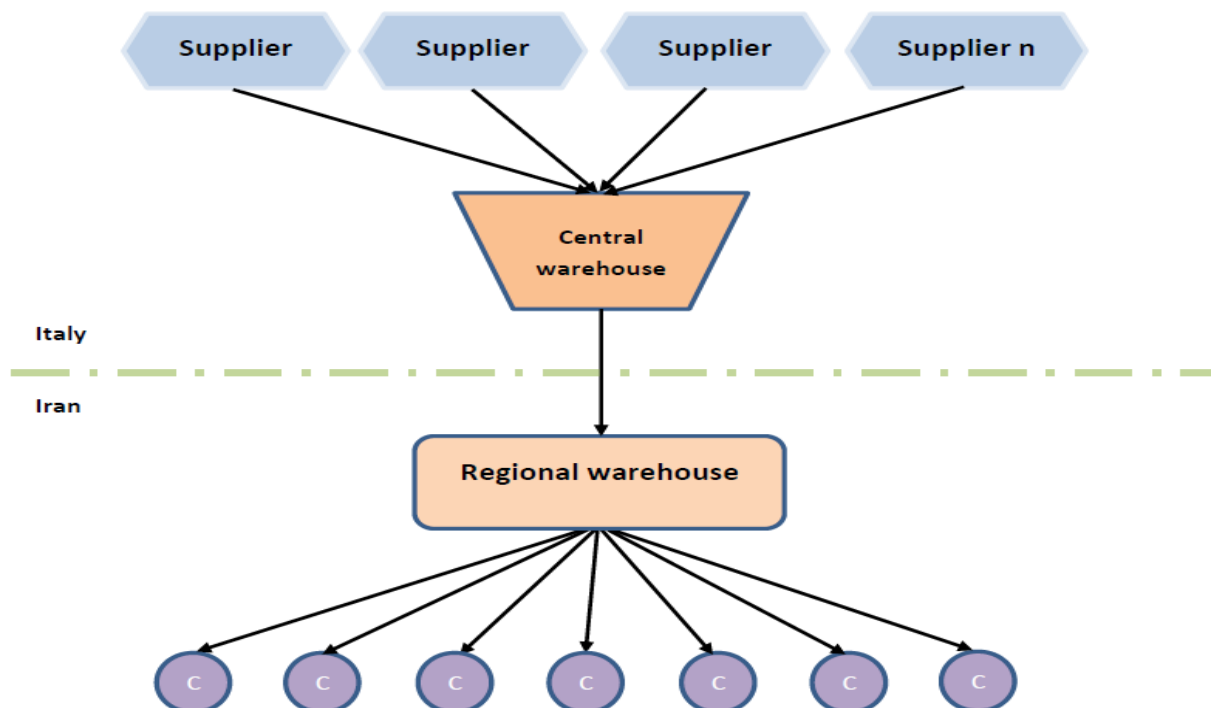 Supplier
Supplier
Supplier
Supplier n
Central
warehouse
Italy
Iran
Regional warehouse
C
C
C
C
C
C
C